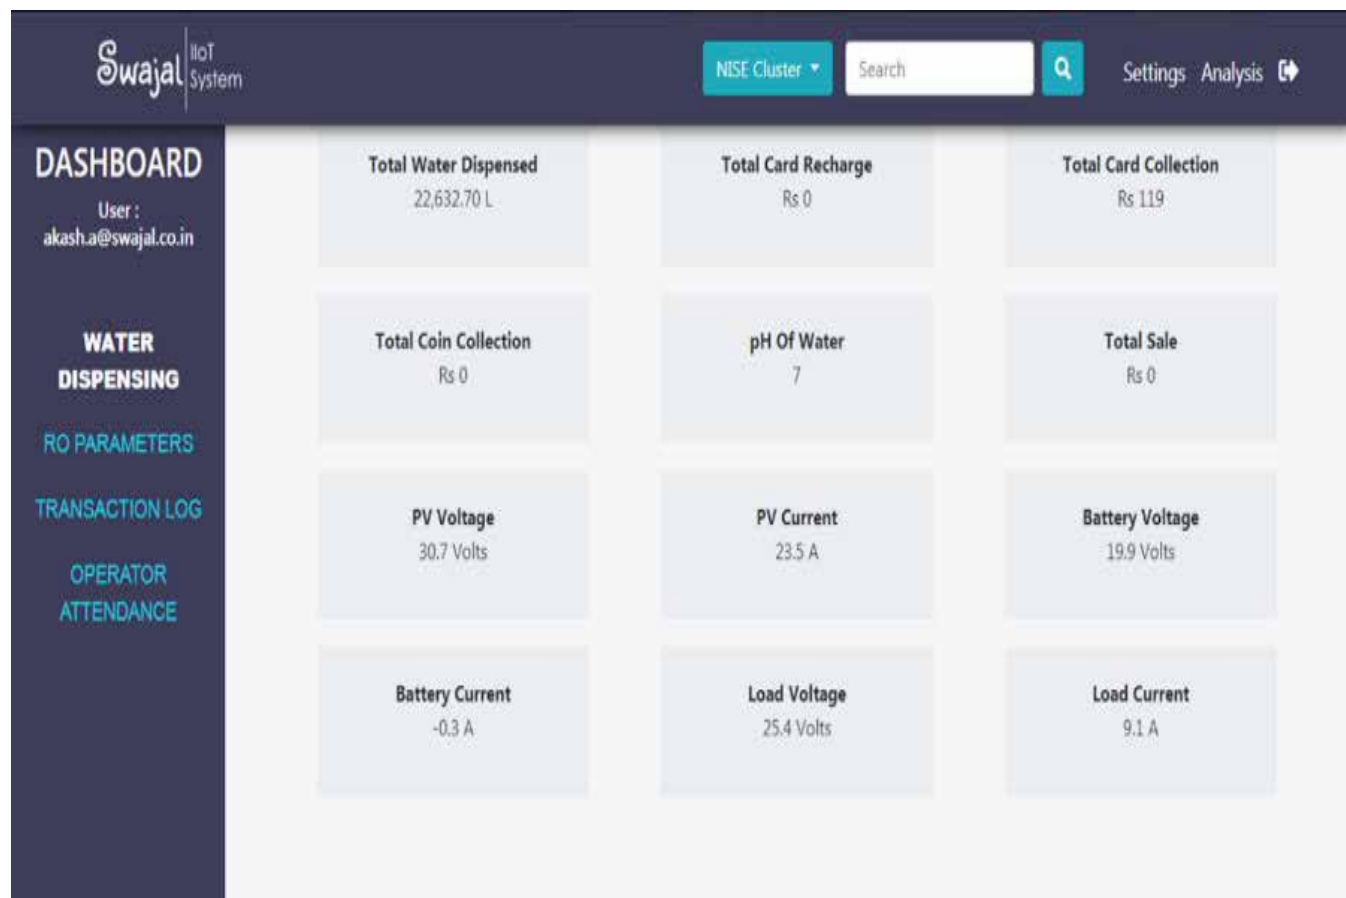 Swajal IIoT System
NISE Cluster
Search
Settings Analysis
DASHBOARD
User :
akash.a@swajal.co.in
WATER
DISPENSING
RO PARAMETERS
TRANSACTION LOG
OPERATOR
ATTENDANCE
Total Water Dispensed
22,632.70 L
Total Card Recharge
Rs 0
Total Card Collection
Rs 119
Total Coin Collection
Rs 0
pH Of Water
7
Total Sale
Rs 0
PV Voltage
30.7 Volts
PV Current
23.5 A
Battery Voltage
19.9 Volts
Battery Current
-0.3 A
Load Voltage
25.4 Volts
Load Current
9.1 A